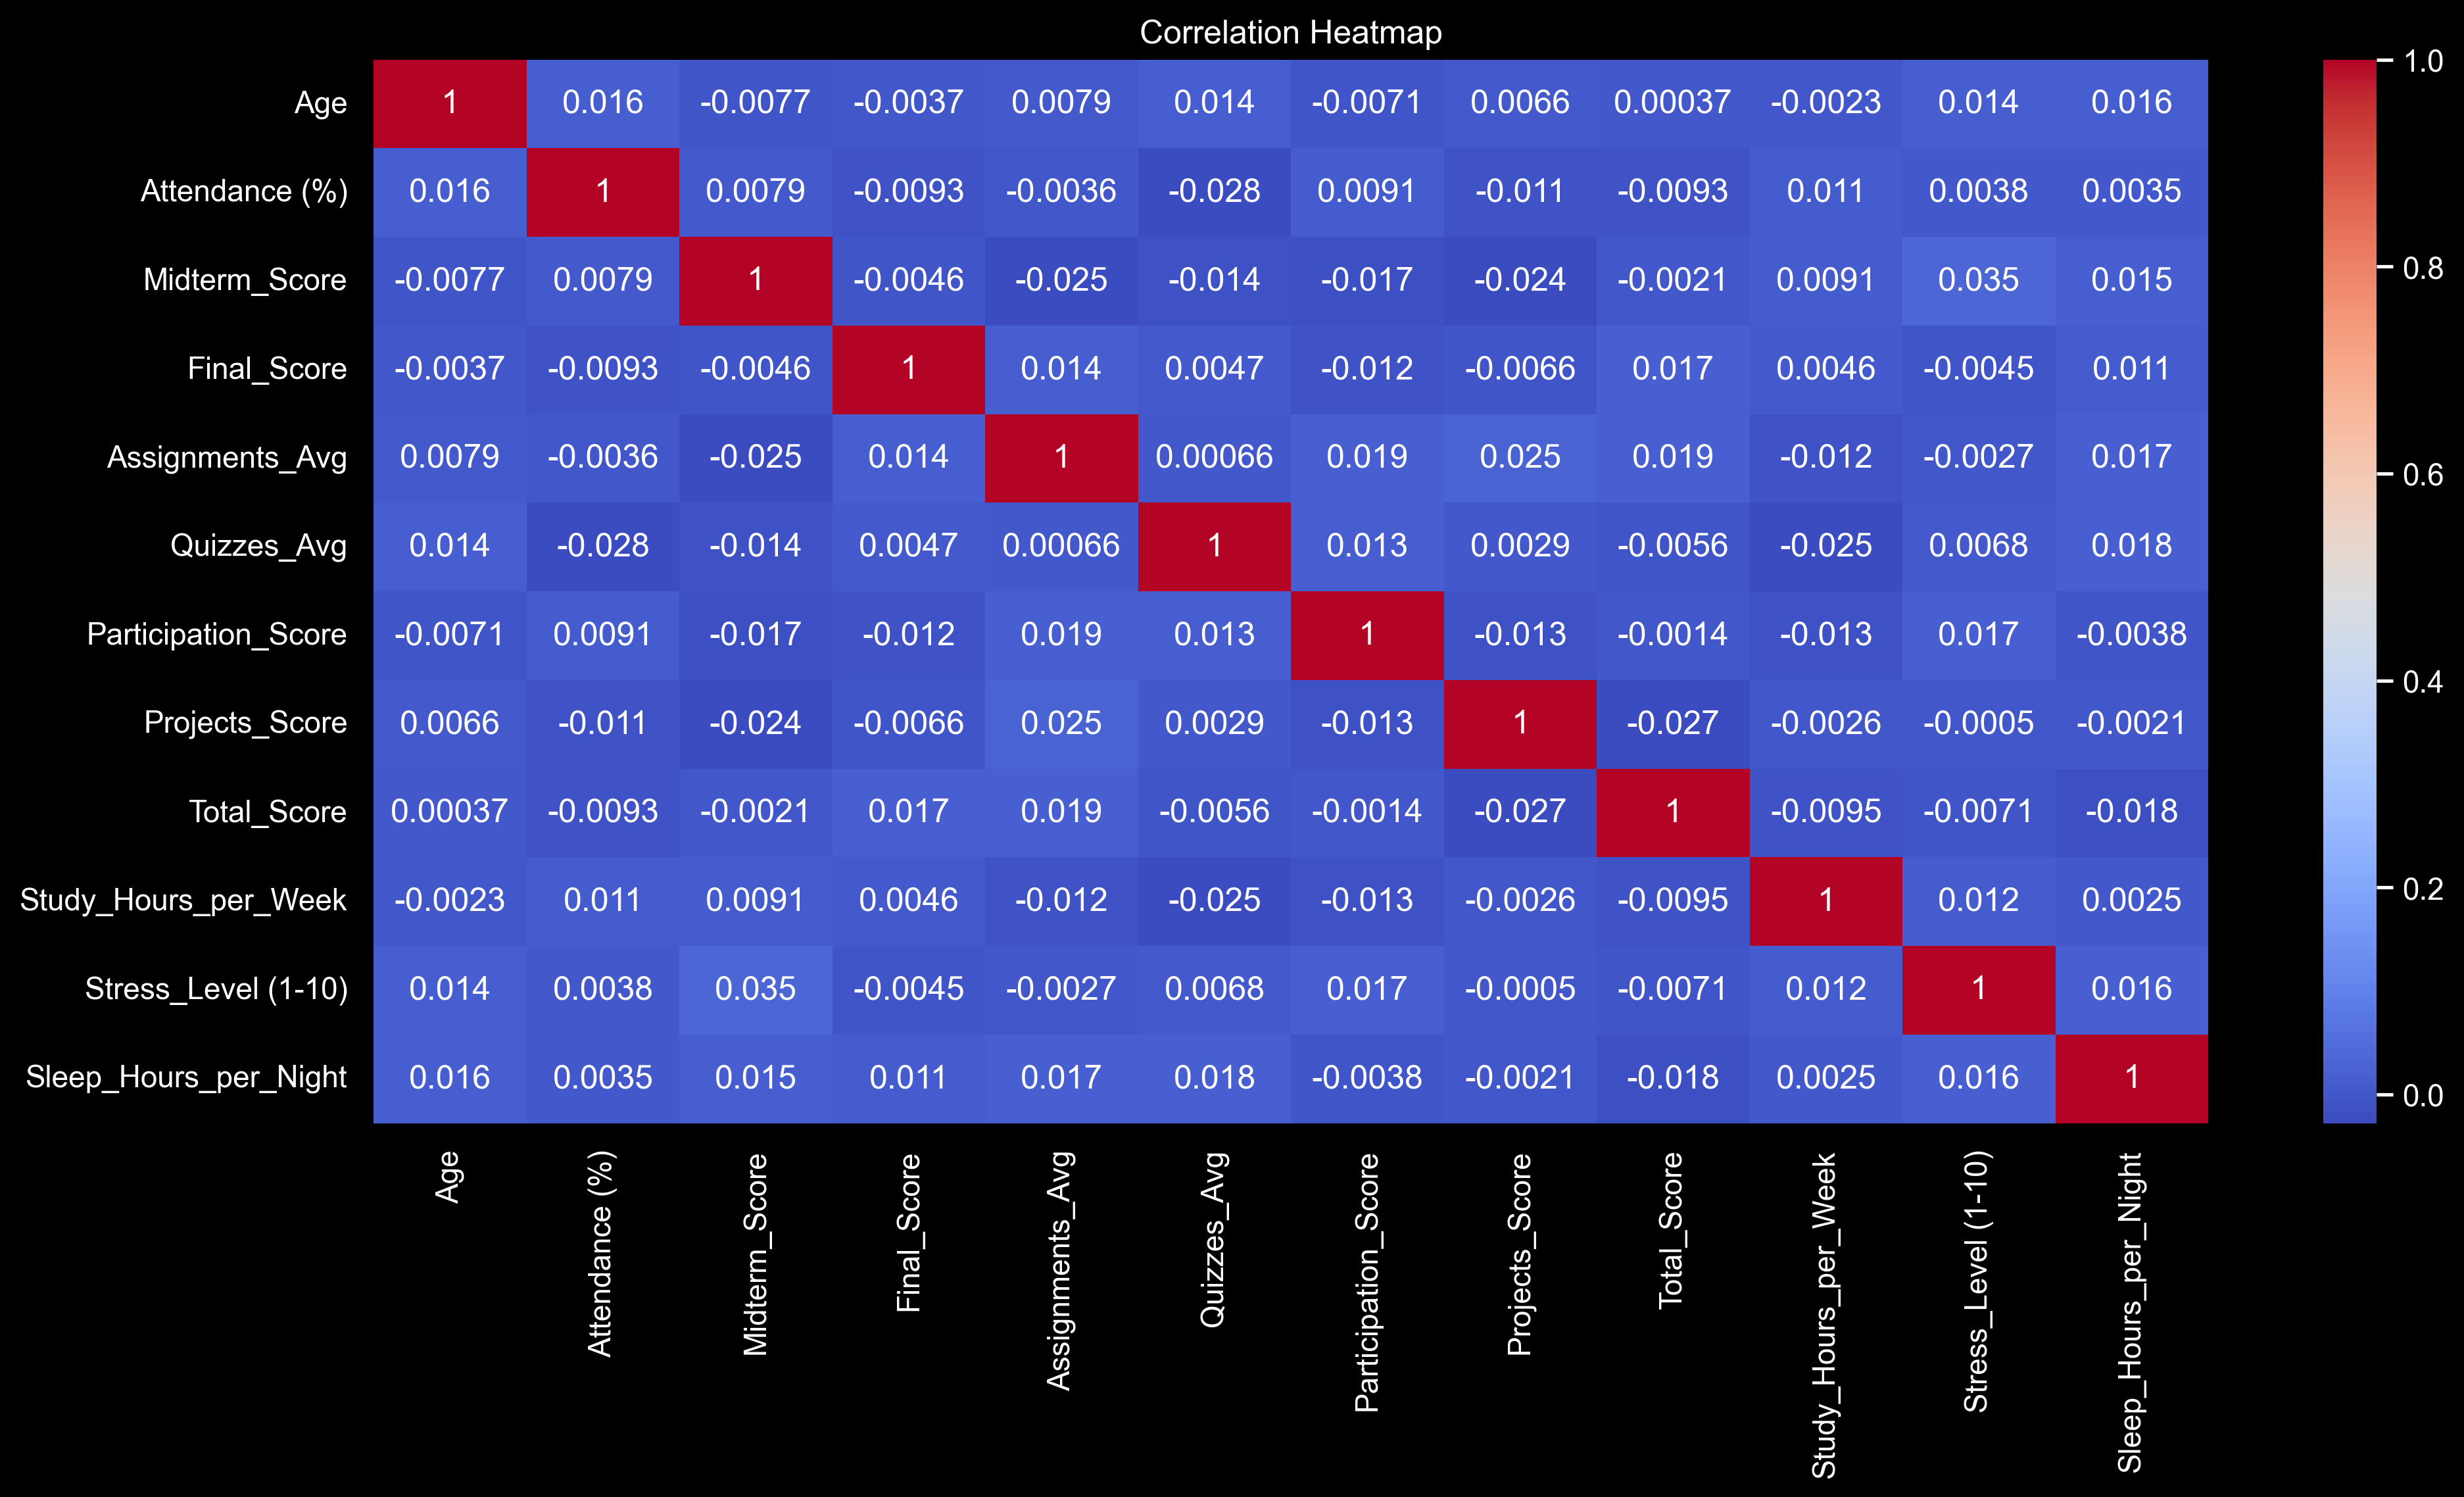 Correlation Heatmap
Age 1 0.016 -0.0077 -0.0037 0.0079 0.014 -0.0071 0.0066 0.00037 -0.0023 0.014 0.016
Attendance (%) 0.016 1 0.0079 -0.0093 -0.0036 -0.028 0.0091 -0.011 -0.0093 0.011 0.0038 0.0035
Midterm_Score -0.0077 0.0079 1 -0.0046 -0.025 -0.014 -0.017 -0.024 -0.0021 0.0091 0.035 0.015
Final_Score -0.0037 -0.0093 -0.0046 1 0.014 0.0047 -0.012 -0.0066 0.017 0.0046 -0.0045 0.011
Assignments_Avg 0.0079 -0.0036 -0.025 0.014 1 0.00066 0.019 0.025 0.019 -0.012 -0.0027 0.017
Quizzes_Avg 0.014 -0.028 -0.014 0.0047 0.00066 1 0.013 0.0029 -0.0056 -0.025 0.0068 0.018
Participation_Score -0.0071 0.0091 -0.017 -0.012 0.019 0.013 1 -0.013 -0.0014 -0.013 0.017 -0.0038
Projects_Score 0.0066 -0.011 -0.024 -0.0066 0.025 0.0029 -0.013 1 -0.027 -0.0026 -0.0005 -0.0021
Total_Score 0.00037 -0.0093 -0.0021 0.017 0.019 -0.0056 -0.0014 -0.027 1 -0.0095 -0.0071 -0.018
Study_Hours_per_Week -0.0023 0.011 0.0091 0.0046 -0.012 -0.025 -0.013 -0.0026 -0.0095 1 0.012 0.0025
Stress_Level (1-10) 0.014 0.0038 0.035 -0.0045 -0.0027 0.0068 0.017 -0.0005 -0.0071 0.012 1 0.016
Sleep_Hours_per_Night 0.016 0.0035 0.015 0.011 0.017 0.018 -0.0038 -0.0021 -0.018 0.0025 0.016 1
Age
Attendance (%)
Midterm_Score
Final_Score
Assignments_Avg
Quizzes_Avg
Participation_Score
Projects_Score
Total_Score
Study_Hours_per_Week
Stress_Level (1-10)
Sleep_Hours_per_Night
1.0
0.8
0.6
0.4
0.2
0.0